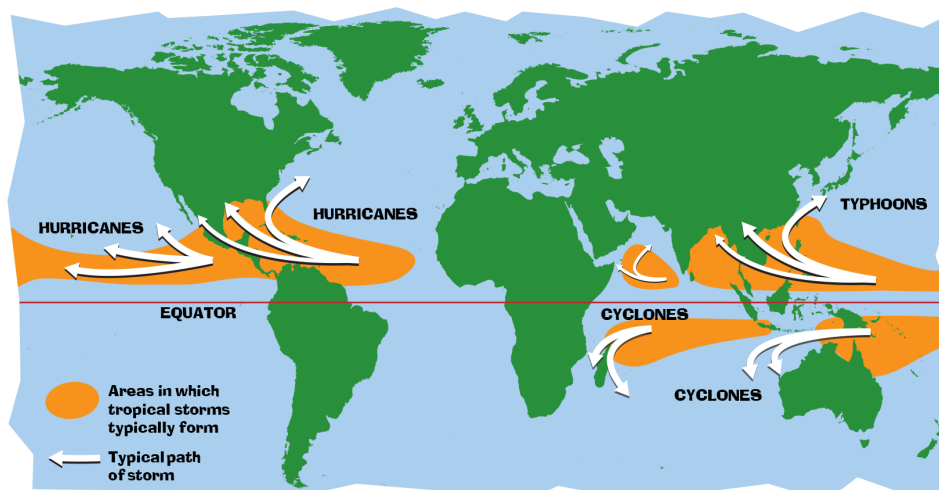 HURRICANES
HURRICANES
TYPHOONS
EQUATOR
CYCLONES
CYCLONES
Areas in which
tropical storms
typically form
Typical path
of storm